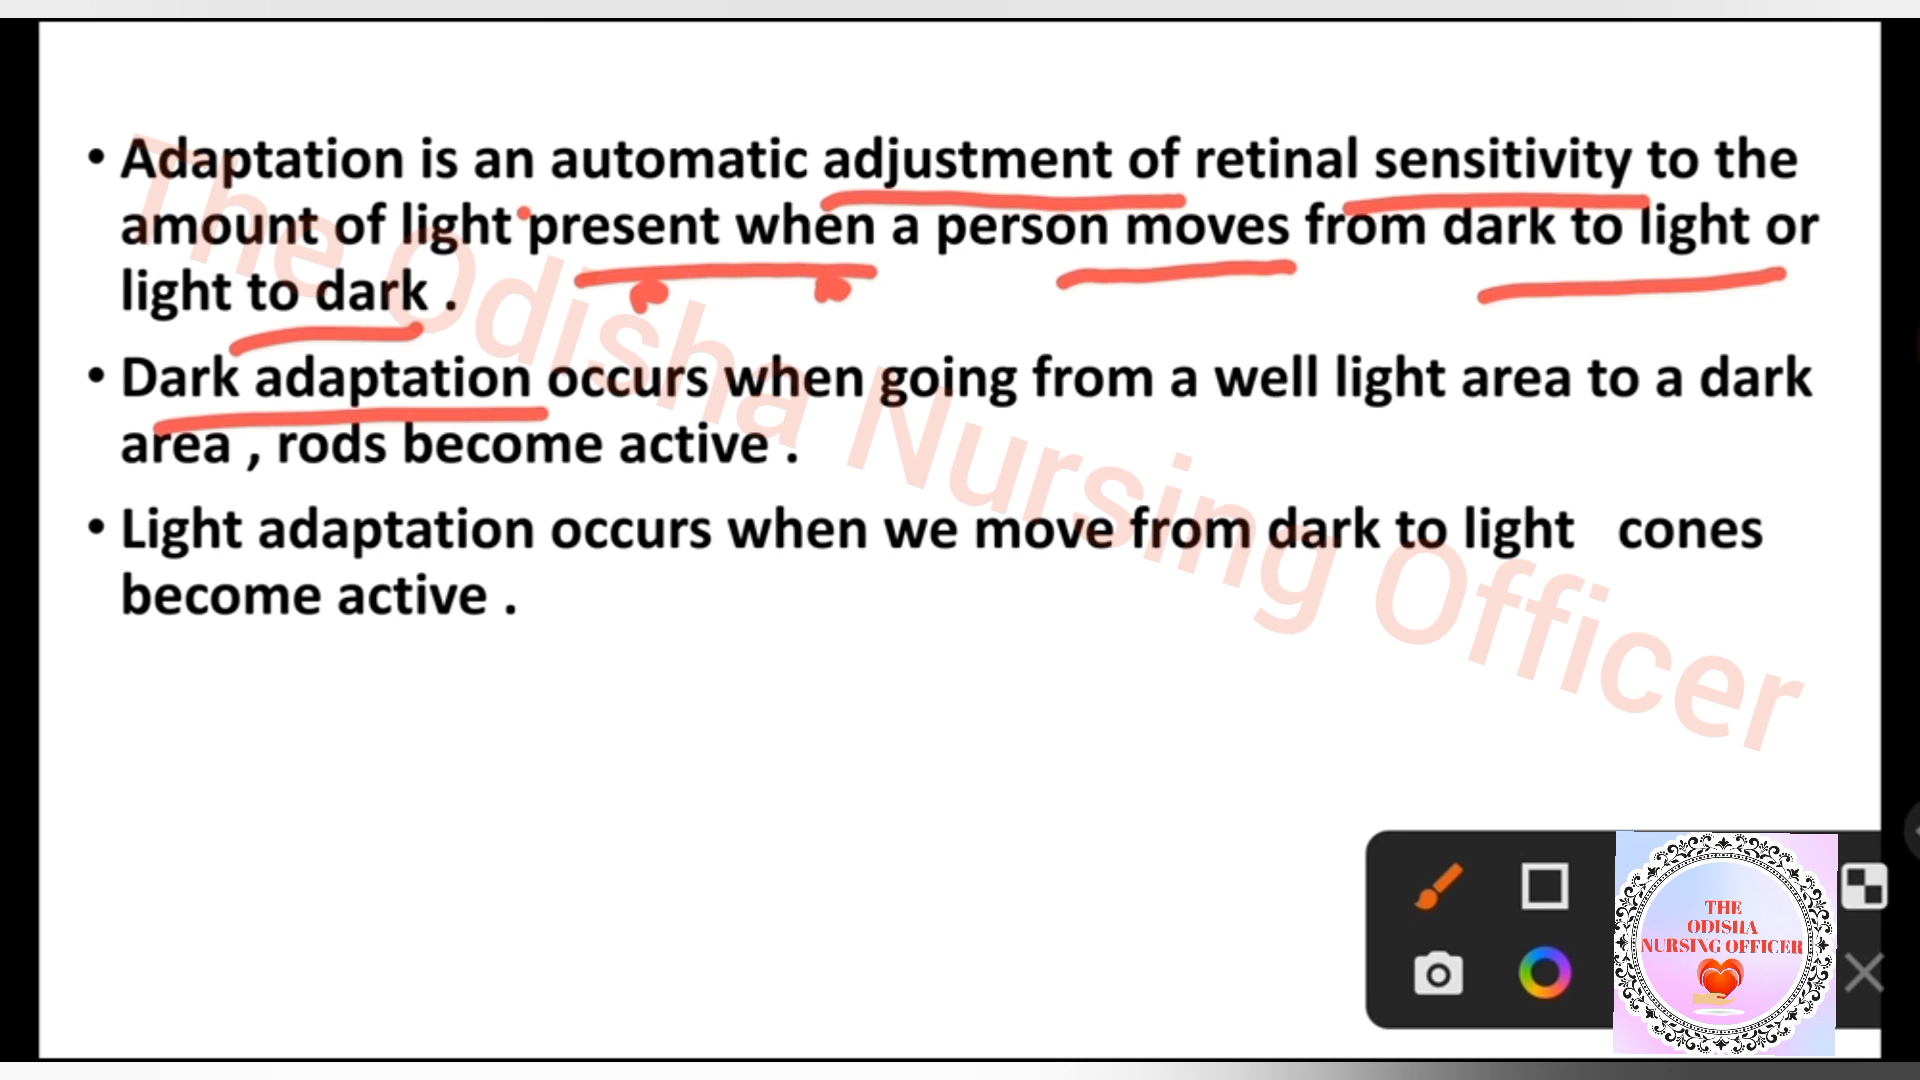 • Adaptation is an automatic adjustment of retinal sensitivity to the
amount of light present when a person moves from dark to light or
light to dark .
• Dark adaptation occurs when going from a well light area to a dark
area , rods become active .
• Light adaptation occurs when we move from dark to light cones
become active .
The Odisha Nursing Officer
THE
ODISHA
NURSING OFFICER